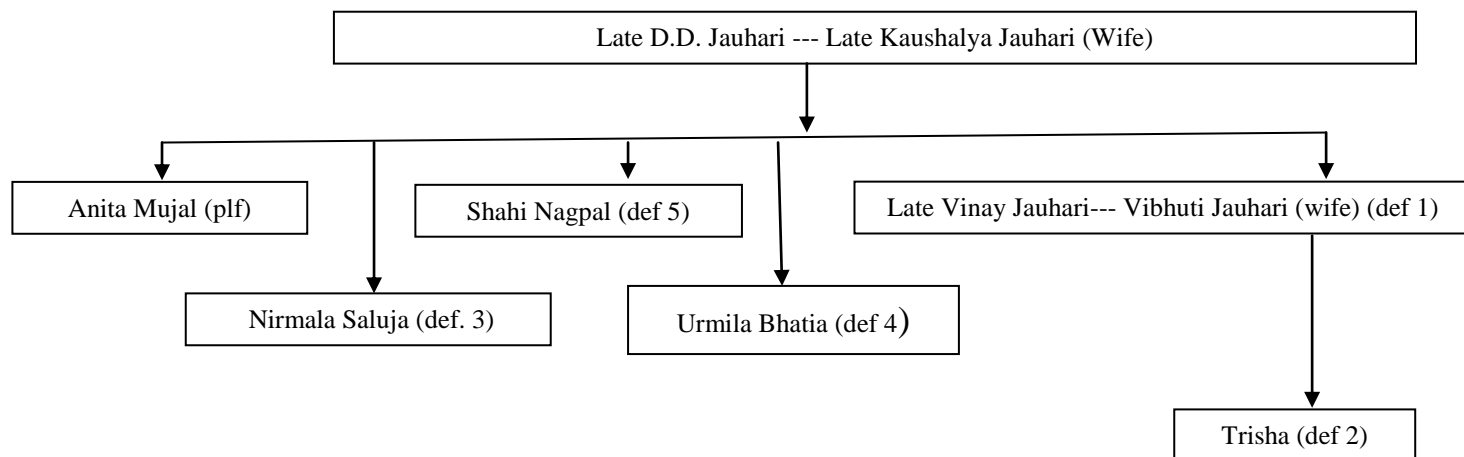 Late D.D. Jauhari --- Late Kaushalya Jauhari (Wife)
Anita Mujal (plf)
Shahi Nagpal (def 5)
Late Vinay Jauhari--- Vibhuti Jauhari (wife) (def 1)
Nirmala Saluja (def. 3)
Urmila Bhatia (def 4)
Trisha (def 2)